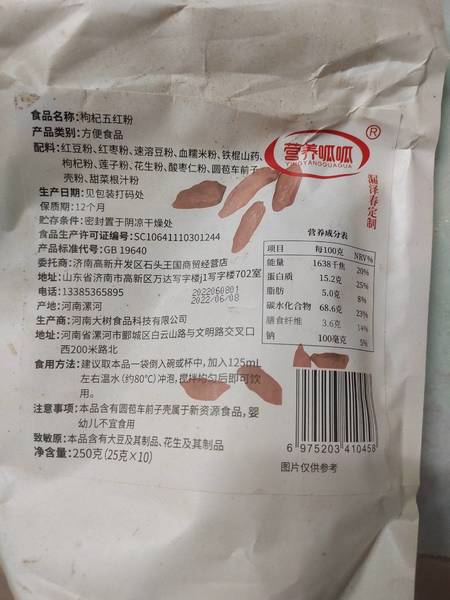 食品名称:枸杞五红粉
产品类别:方便食品
配料:红豆粉、红枣粉、速溶豆粉、血糯米粉、铁棍山药、
枸杞粉、莲子粉、花生粉、酸枣仁粉、圆苞车前子
壳粉、甜菜根汁粉
生产日期:见包装打码处
保质期:12个月
贮存条件:密封置于阴凉干燥处
食品生产许可证编号:SC10641110301244
产品标准代号:GB 19640
委托商:济南高新开发区石头王国商贸经营店
地址:山东省济南市高新区万达写字楼j1写字楼702室
电话:13385365895
2022060801
2022/06/08
产地:河南漯河
生产商:河南大树食品科技有限公司
地址:河南省漯河市郾城区白云山路与文明路交叉口
西200米路北
食用方法:建议取本品一袋倒入碗或杯中,加入125mL
左右温水(约80℃)冲泡,搅拌均匀后即可饮
用。
注意事项:本品含有圆苞车前子壳属于新资源食品,婴
幼儿不宜食用
致敏原:本品含有大豆及其制品、花生及其制品
净含量:250克(25克×10)
营养呱呱
YINGYANGGUAGUA
®
漏泽春定制
营养成分表
项目 每100克 NRV%
能量 1638千焦 20%
蛋白质 15.2克 25%
脂肪 5.0克 8%
碳水化合物 68.6克 23%
膳食纤维 3.6克 14%
钠 100毫克 5%
6 975203 410458
图片仅供参考